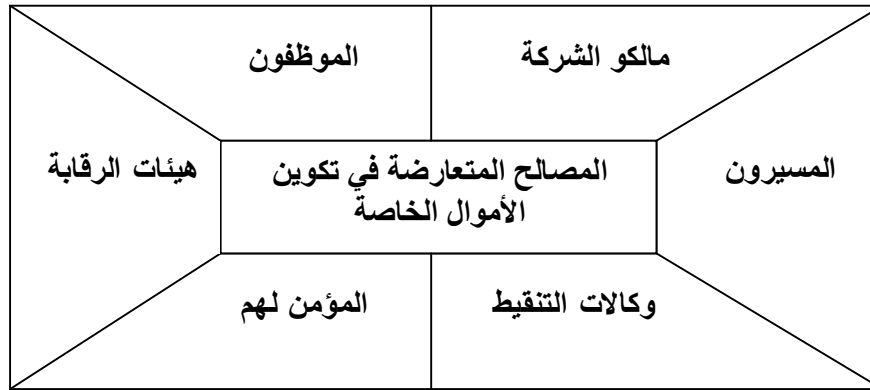 مالكو الشركة
الموظفون
المسيرون
المصالح المتعارضة في تكوين
الأموال الخاصة
هيئات الرقابة
وكالات التنقيط
المؤمن لهم